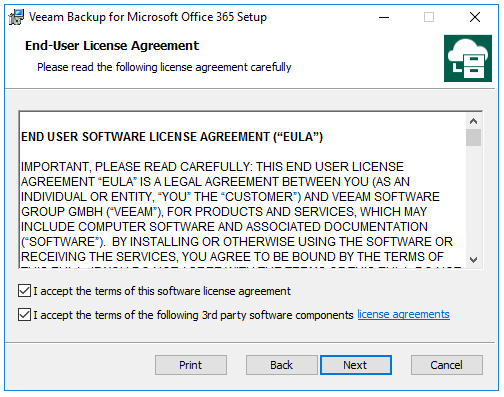 Veeam Backup for Microsoft Office 365 Setup
End-User License Agreement
Please read the following license agreement carefully
END USER SOFTWARE LICENSE AGREEMENT (“EULA”)
IMPORTANT, PLEASE READ CAREFULLY: THIS END USER LICENSE
AGREEMENT “EULA” IS A LEGAL AGREEMENT BETWEEN YOU (AS AN
INDIVIDUAL OR ENTITY, “YOU” THE “CUSTOMER”) AND VEEAM SOFTWARE
GROUP GMBH (“VEEAM”), FOR PRODUCTS AND SERVICES, WHICH MAY
INCLUDE COMPUTER SOFTWARE AND ASSOCIATED DOCUMENTATION
(“SOFTWARE”).  BY INSTALLING OR OTHERWISE USING THE SOFTWARE OR
RECEIVING THE SERVICES, YOU AGREE TO BE BOUND BY THE TERMS OF
I accept the terms of this software license agreement
I accept the terms of the following 3rd party software components license agreements
Print Back Next Cancel